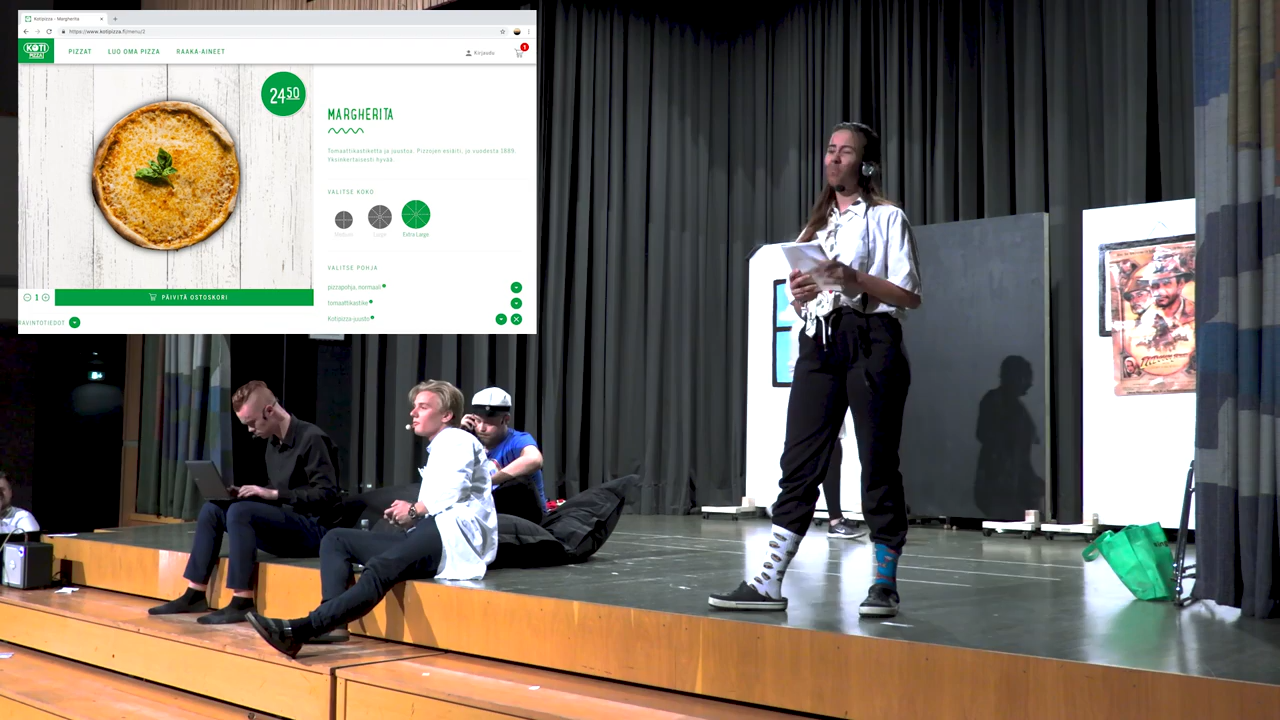 Kotipizza - Margherita
https://www.kotipizza.fi/menu/2
KOTI
PIZZA
PIZZAT
LUO OMA PIZZA
RAAKA-AINEET
Kirjaudu
1
24 50
MARGHERITA
Tomaattikastiketta ja juustoa. Pizzojen esiäiti, jo vuodesta 1889.
Yksinkertaisesti hyvää.
VALITSE KOKO
Medium
Large
Extra Large
VALITSE POHJA
pizzapohja, normaali
tomaattikastike
Kotipizza-juusto
1
PÄIVITÄ OSTOSKORI
RAVINTOTIEDOT